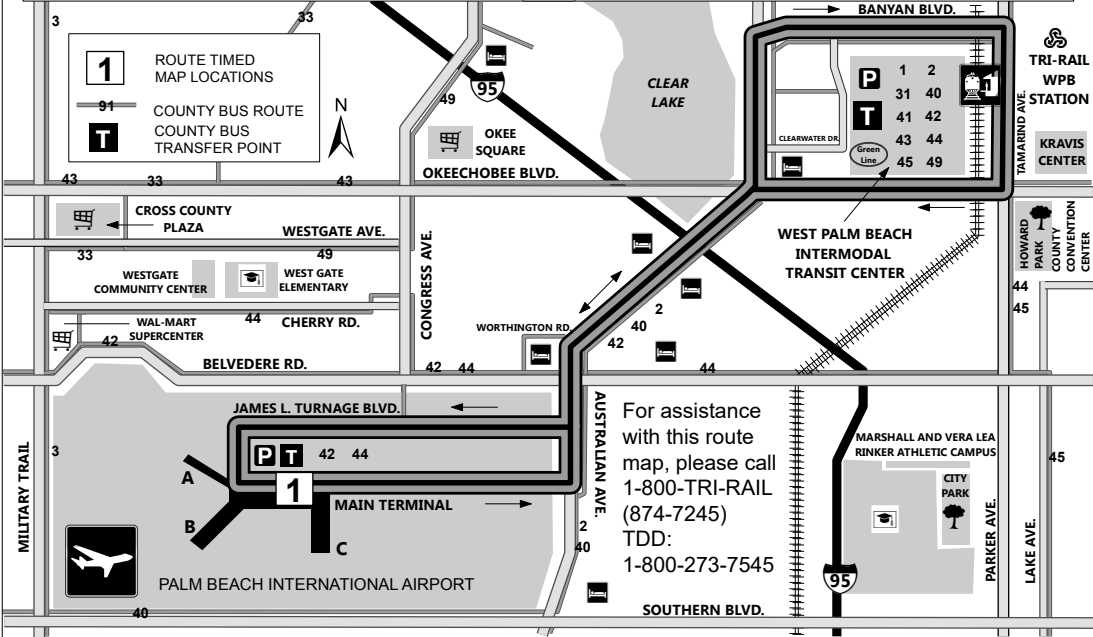 BANYAN BLVD.
3
33
1
ROUTE TIMED
MAP LOCATIONS
91
COUNTY BUS ROUTE
T
COUNTY BUS
TRANSFER POINT
N
49
95
CLEAR
LAKE
OKEE
SQUARE
OKEECHOBEE BLVD.
P
1 2
31 40
T
41 42
43 44
Green
Line
45 49
CLEARWATER DR.
1
TRI-RAIL
WPB
STATION
TAMARIND AVE.
KRAVIS
CENTER
43
33
43
CROSS COUNTY
PLAZA
WESTGATE AVE.
33
49
WESTGATE
COMMUNITY CENTER
WEST GATE
ELEMENTARY
CONGRESS AVE.
WEST PALM BEACH
INTERMODAL
TRANSIT CENTER
HOWARD
PARK
COUNTY
CONVENTION
CENTER
44
45
44
CHERRY RD.
WAL-MART
SUPERCENTER
42
WORTHINGTON RD.
2
40
42
BELVEDERE RD.
42 44
44
JAMES L. TURNAGE BLVD.
P T 42 44
A
B
C
1
MAIN TERMINAL
MILITARY TRAIL
3
AUSTRALIAN AVE.
2
40
For assistance
with this route
map, please call
1-800-TRI-RAIL
(874-7245)
TDD:
1-800-273-7545
MARSHALL AND VERA LEA
RINKER ATHLETIC CAMPUS
CITY
PARK
45
PARKER AVE.
LAKE AVE.
95
PALM BEACH INTERNATIONAL AIRPORT
40
SOUTHERN BLVD.